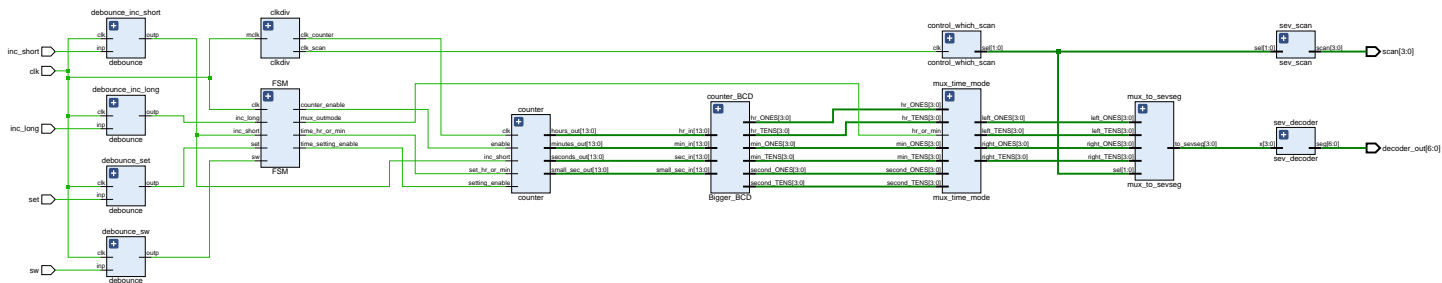 debounce_inc_short
clk
inp
outp
debounce
inc_short
clk
debounce_inc_long
clk
inp
outp
debounce
inc_long
debounce_set
clk
inp
outp
debounce
set
debounce_sw
clk
inp
outp
debounce
sw
clkdiv
mclk
clk_counter
clk_scan
clkdiv
FSM
clk
inc_long
inc_short
set
sw
counter_enable
mux_outmode
time_hr_or_min
time_setting_enable
FSM
counter
clk
enable
inc_short
set_hr_or_min
setting_enable
hours_out[13:0]
minutes_out[13:0]
seconds_out[13:0]
small_sec_out[13:0]
counter
counter_BCD
hr_in[13:0]
min_in[13:0]
sec_in[13:0]
small_sec_in[13:0]
hr_ONES[3:0]
hr_TENS[3:0]
min_ONES[3:0]
min_TENS[3:0]
second_ONES[3:0]
second_TENS[3:0]
Bigger_BCD
control_which_scan
clk
sel[1:0]
control_which_scan
mux_time_mode
hr_ONES[3:0]
hr_TENS[3:0]
hr_or_min
min_ONES[3:0]
min_TENS[3:0]
second_ONES[3:0]
second_TENS[3:0]
left_ONES[3:0]
left_TENS[3:0]
right_ONES[3:0]
right_TENS[3:0]
mux_time_mode
mux_to_sevseg
left_ONES[3:0]
left_TENS[3:0]
right_ONES[3:0]
right_TENS[3:0]
sel[1:0]
to_sevseg[3:0]
mux_to_sevseg
sev_scan
sel[1:0]
scan[3:0]
sev_scan
scan[3:0]
sev_decoder
x[3:0]
seg[6:0]
sev_decoder
decoder_out[6:0]